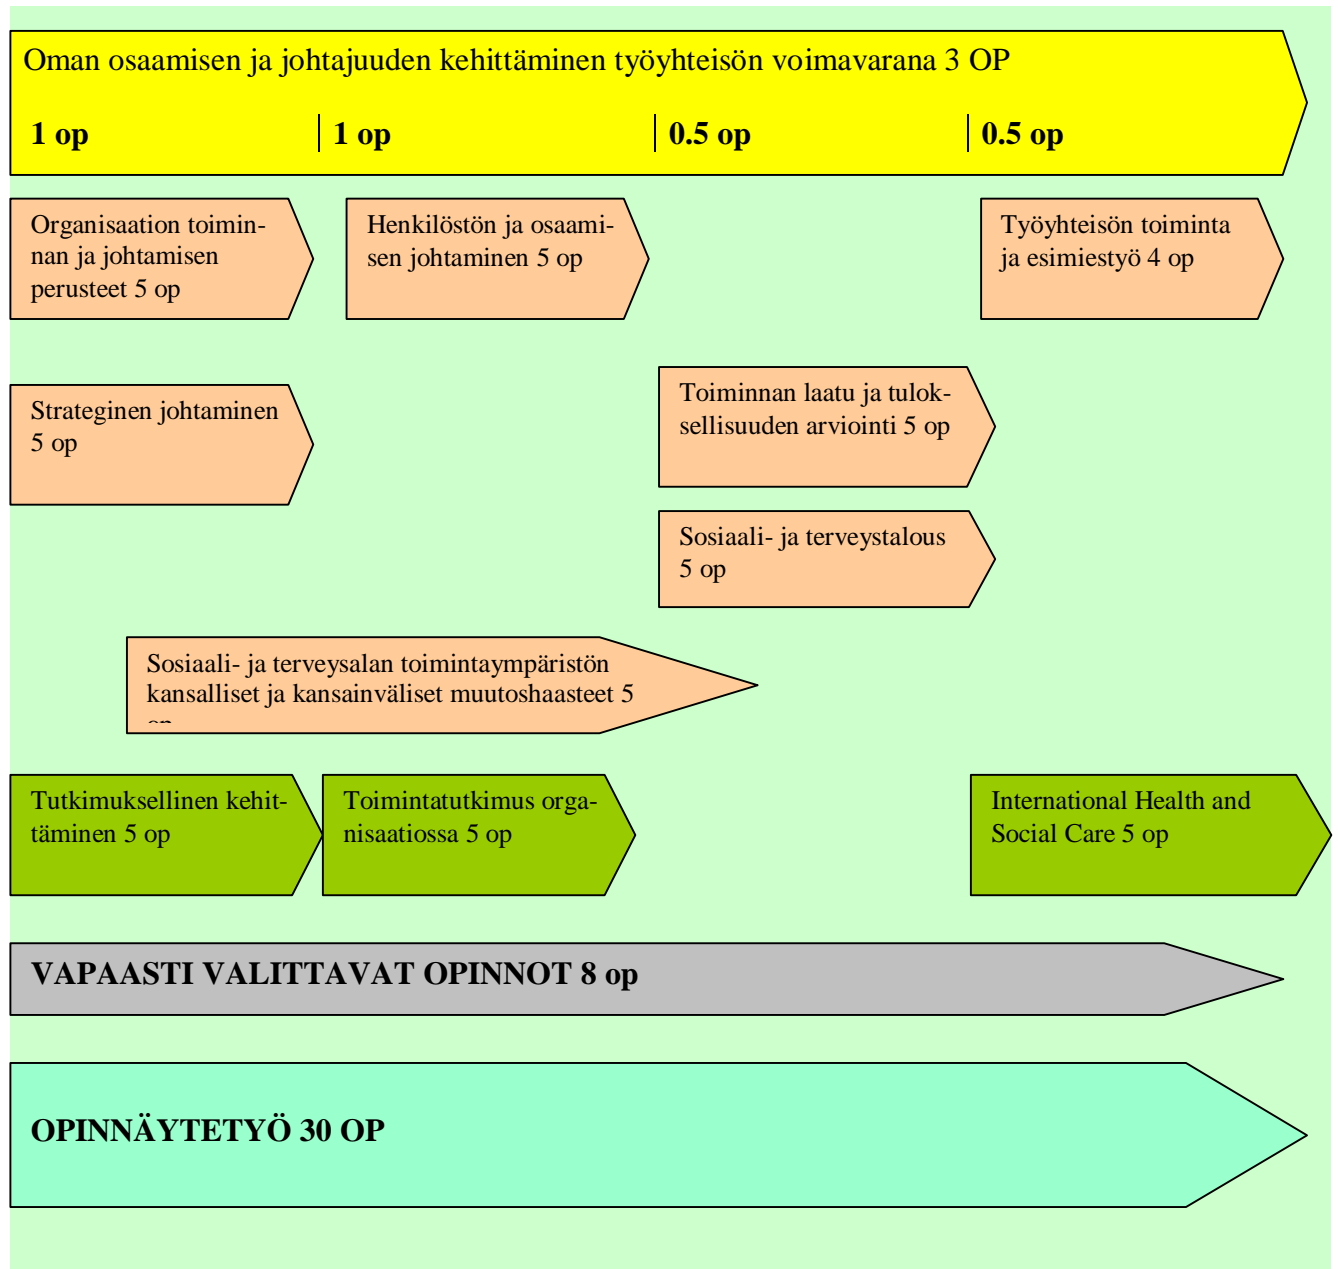 Oman osaamisen ja johtajuuden kehittäminen työyhteisön voimavarana 3 OP
1 op
1 op
0.5 op
0.5 op
Organisaation toimin-
nan ja johtamisen
perusteet 5 op
Henkilöstön ja osaami-
sen johtaminen 5 op
Työyhteisön toiminta
ja esimiestyö 4 op
Strateginen johtaminen
5 op
Toiminnan laatu ja tulok-
sellisuuden arviointi 5 op
Sosiaali- ja terveystalous
5 op
Sosiaali- ja terveysalan toimintaympäristön
kansalliset ja kansainväliset muutoshaasteet 5
Tutkimuksellinen kehit-
täminen 5 op
Toimintatutkimus orga-
nisaatiossa 5 op
International Health and
Social Care 5 op
VAPAASTI VALITTAVAT OPINNOT 8 op
OPINNÄYTETYÖ 30 OP